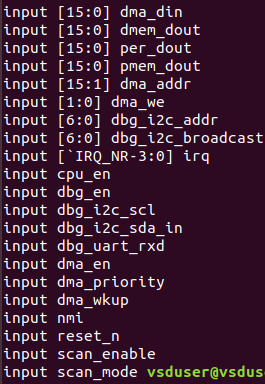 input [15:0] dma_din
input [15:0] dmem_dout
input [15:0] per_dout
input [15:0] pmem_dout
input [15:1] dma_addr
input [1:0] dma_we
input [6:0] dbg_i2c_addr
input [6:0] dbg_i2c_broadcast
input [`IRQ_NR-3:0] irq
input cpu_en
input dbg_en
input dbg_i2c_scl
input dbg_i2c_sda_in
input dbg_uart_rxd
input dma_en
input dma_priority
input dma_wkup
input nmi
input reset_n
input scan_enable
input scan_mode vsduser@vsdus